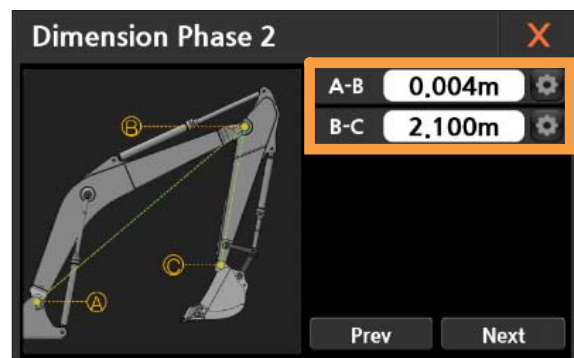 Dimension Phase 2
X
A-B 0.004m
B-C 2.100m
B
C
A
Prev Next